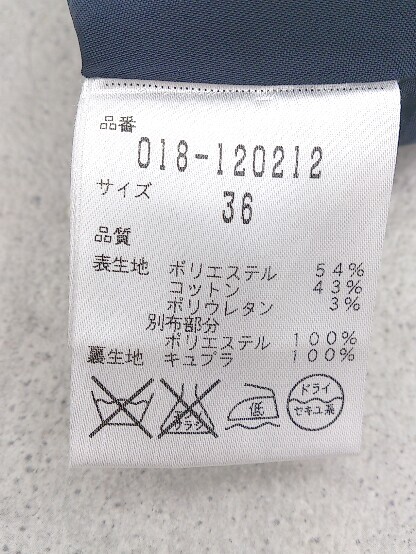 品番
018-120212
サイズ
36
品質
表生地 ポリエステル 54%
コットン 43%
ポリウレタン 3%
別布部分
ポリエステル 100%
裏生地 キュプラ 100%
低
ドライ
セキユ系